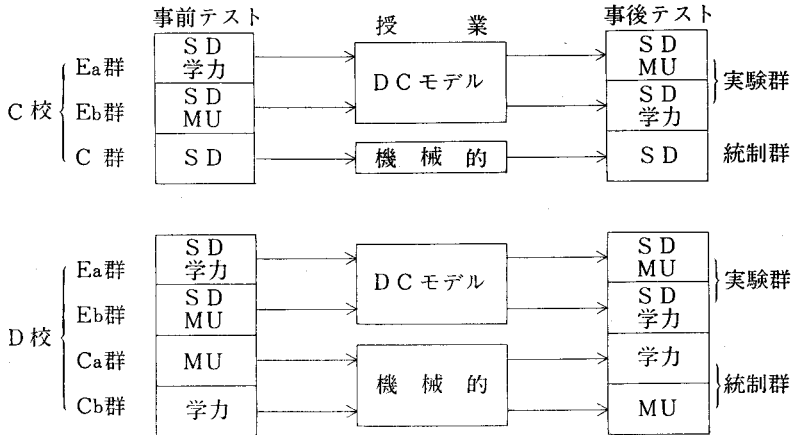 事前テスト 授業 事後テスト
Ea群 SD SD
学力 MU
DCモデル 実験群
Eb群 SD SD
MU 学力
C校
C群 SD 機械的 SD 統制群
Ea群 SD SD
学力 MU
DCモデル 実験群
Eb群 SD SD
MU 学力
D校
Ca群 MU 学力
機械的 統制群
Cb群 学力 MU